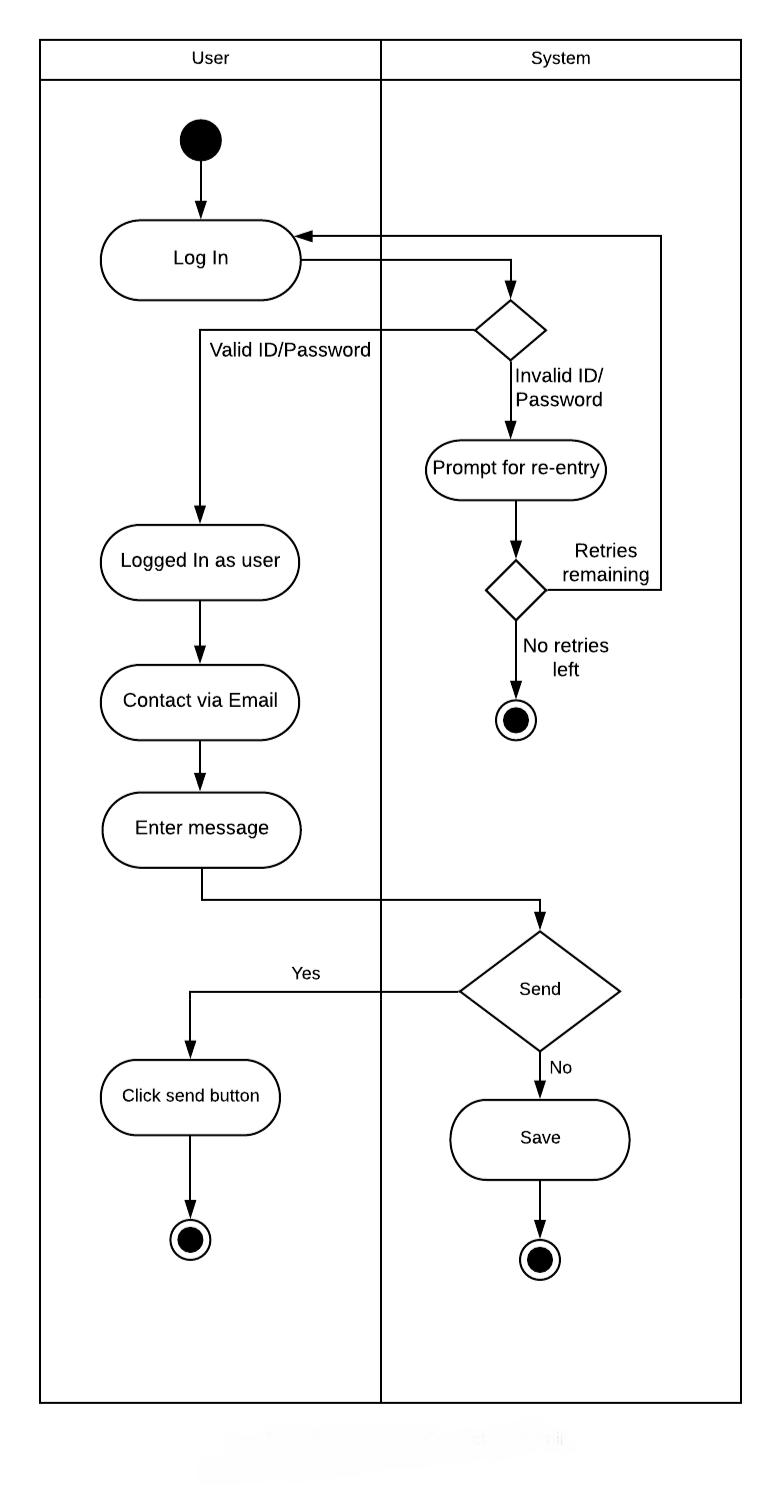 User
System
Log In
Valid ID/Password
Invalid ID/
Password
Prompt for re-entry
Retries
remaining
Logged In as user
No retries
left
Contact via Email
Enter message
Send
Yes
No
Click send button
Save